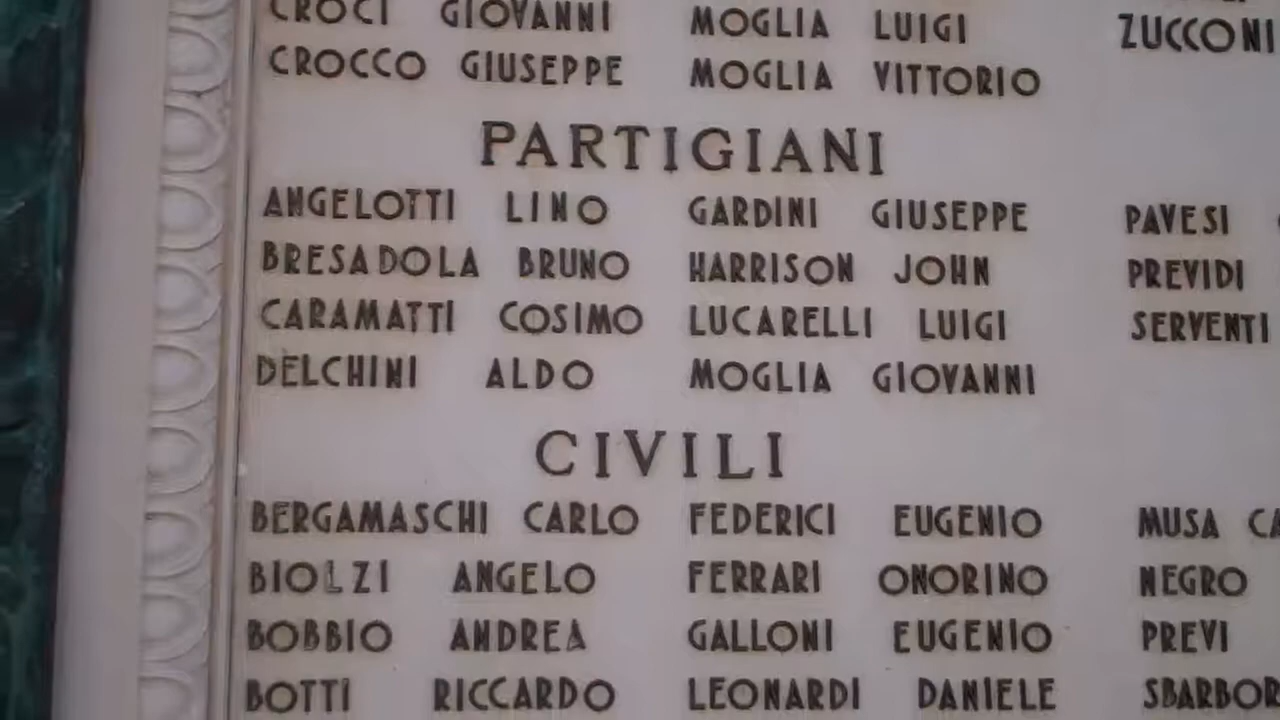 CROCI GIOVANNI MOGLIA LUIGI ZUCCONI
CROCCO GIUSEPPE MOGLIA VITTORIO
PARTIGIANI
ANGELOTTI LINO GARDINI GIUSEPPE PAVESI
BRESADOLA BRUNO HARRISON JOHN PREVIDI
CARAMATTI COSIMO LUCARELLI LUIGI SERVENTI
DELCHINI ALDO MOGLIA GIOVANNI
CIVILI
BERGAMASCHI CARLO FEDERICI EUGENIO MUSA CA
BIOLZI ANGELO FERRARI ONORINO NEGRO
BOBBIO ANDREA GALLONI EUGENIO PREVI
BOTTI RICCARDO LEONARDI DANIELE SBARBOR